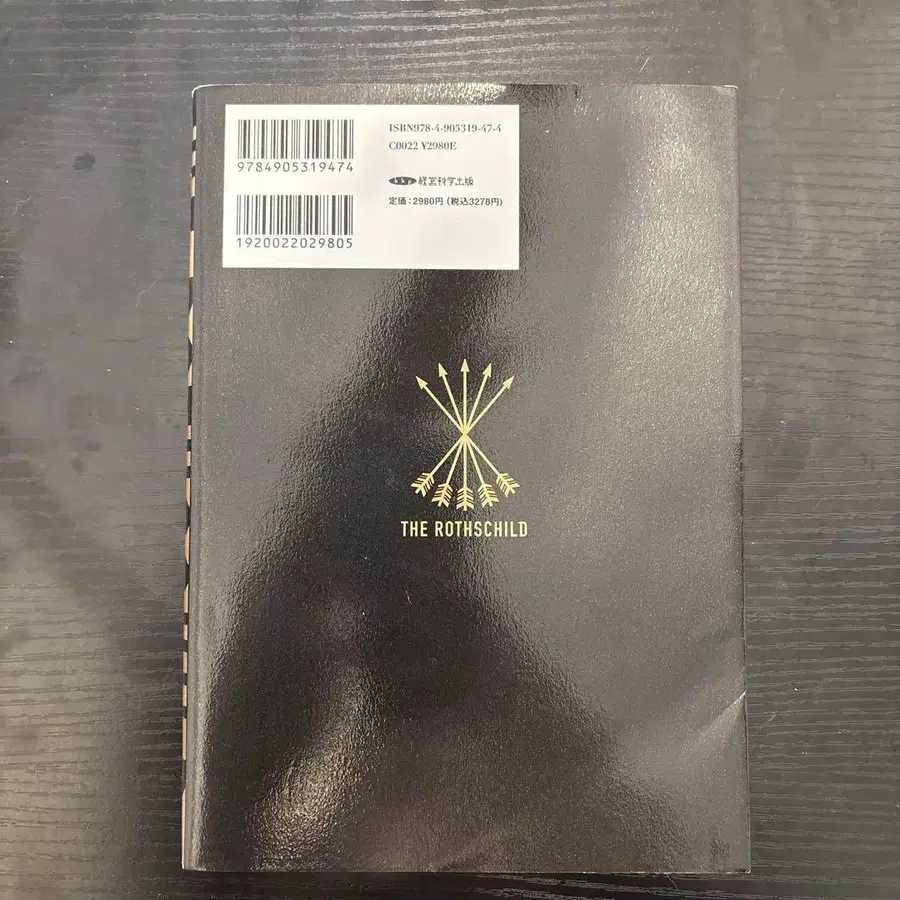 9784905319474
1920022029805
ISBN978-4-905319-47-4
C0022 ¥2980E
経営科学出版
定価：2980円（税込3278円）
THE ROTHSCHILD